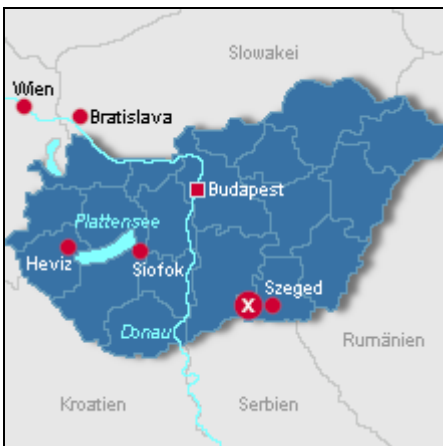 Slowakei
Wien
Bratislava
Budapest
Plattensee
Heviz
Siofok
Szeged
X
Donau
Rumänien
Kroatien
Serbien